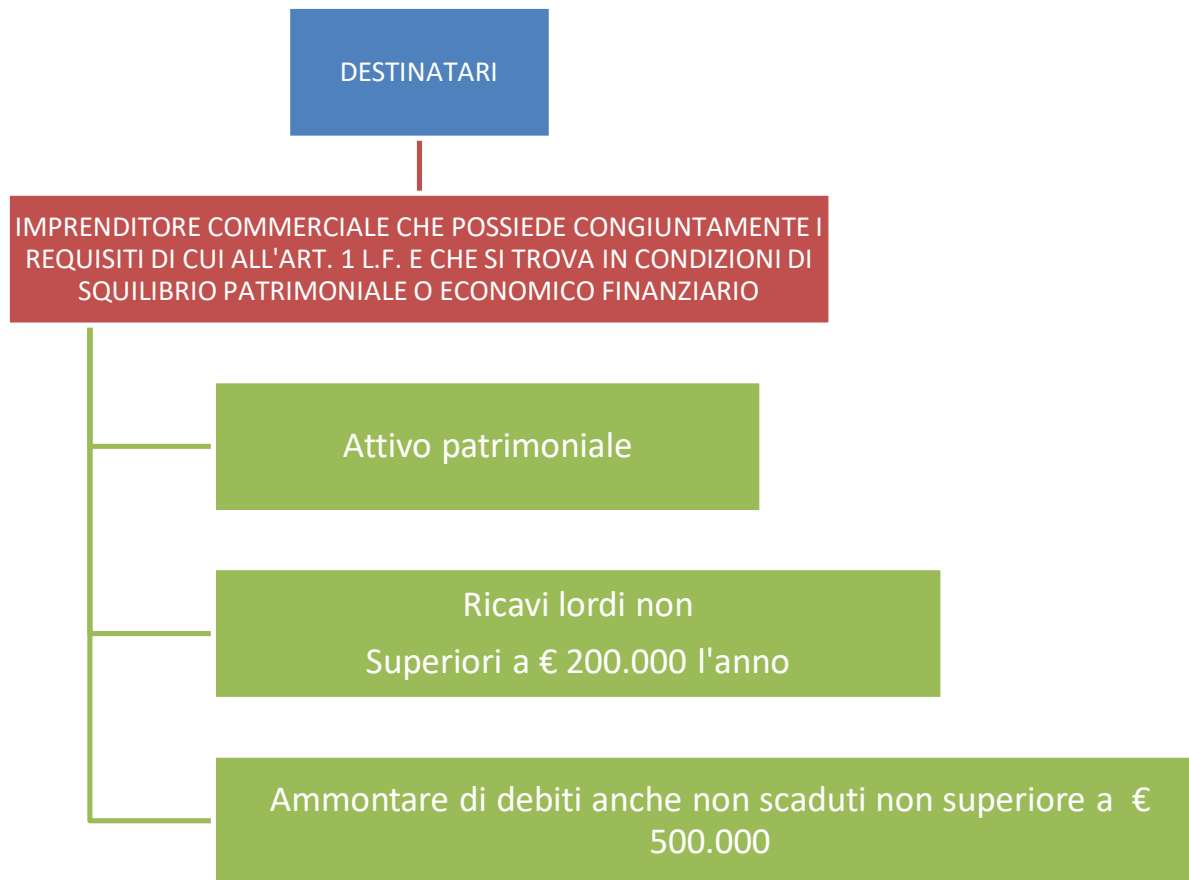 DESTINATARI
IMPRENDITORE COMMERCIALE CHE POSSIEDE CONGIUNTAMENTE I
REQUISITI DI CUI ALL'ART. 1 L.F. E CHE SI TROVA IN CONDIZIONI DI
SQUILIBRIO PATRIMONIALE O ECONOMICO FINANZIARIO
Attivo patrimoniale
Ricavi lordi non
Superiori a € 200.000 l'anno
Ammontare di debiti anche non scaduti non superiore a €
500.000